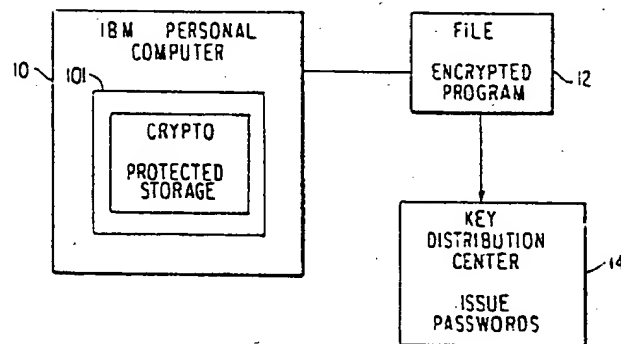 IBM PERSONAL
COMPUTER
10
101
CRYPTO
PROTECTED
STORAGE
FILE
ENCRYPTED
PROGRAM
12
KEY
DISTRIBUTION
CENTER
ISSUE
PASSWORDS
14